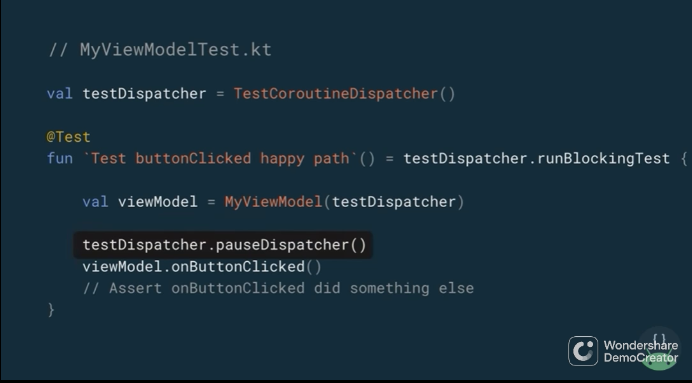 // MyViewModelTest.kt
val testDispatcher = TestCoroutineDispatcher()
@Test
fun `Test buttonClicked happy path`() = testDispatcher.runBlockingTest {
val viewModel = MyViewModel(testDispatcher)
testDispatcher.pauseDispatcher()
viewModel.onButtonClicked()
// Assert onButtonClicked did something else
}
{ }
Wondershare
DemoCreator